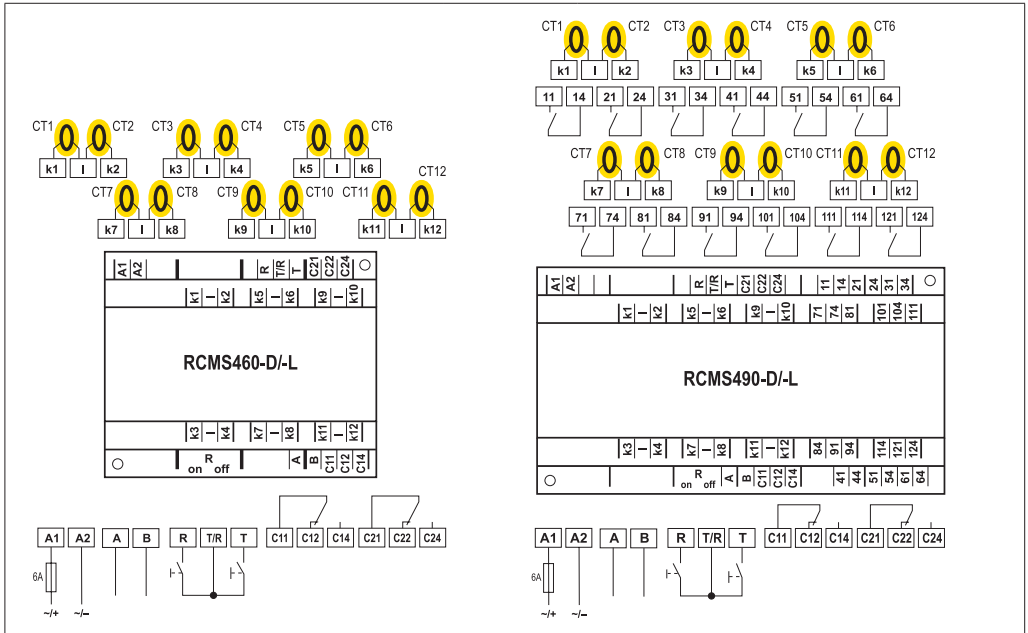 CT1 CT2 CT3 CT4 CT5 CT6
k1 I k2 k3 I k4 k5 I k6
CT7 CT8 CT9 CT10 CT11 CT12
k7 I k8 k9 I k10 k11 I k12
A1 A2 R T/R T C21 C22 C24
k1 I k2 k5 I k6 k9 I k10
RCMS460-D/-L
k3 I k4 k7 I k8 k11 I k12
R on off A B C11 C12 C14
A1 A2 A B R T/R T C11 C12 C14 C21 C22 C24
6A
~/+ ~/–
CT1 CT2 CT3 CT4 CT5 CT6
k1 I k2 k3 I k4 k5 I k6
11 14 21 24 31 34 41 44 51 54 61 64
CT7 CT8 CT9 CT10 CT11 CT12
k7 I k8 k9 I k10 k11 I k12
71 74 81 84 91 94 101 104 111 114 121 124
A1 A2 R T/R T C21 C22 C24 11 14 21 24 31 34
k1 I k2 k5 I k6 k9 I k10 71 74 81 101 104 111
RCMS490-D/-L
k3 I k4 k7 I k8 k11 I k12 84 91 94 114 121 124
R on off A B C11 C12 C14 41 44 51 54 61 64
A1 A2 A B R T/R T C11 C12 C14 C21 C22 C24
6A
~/+ ~/–